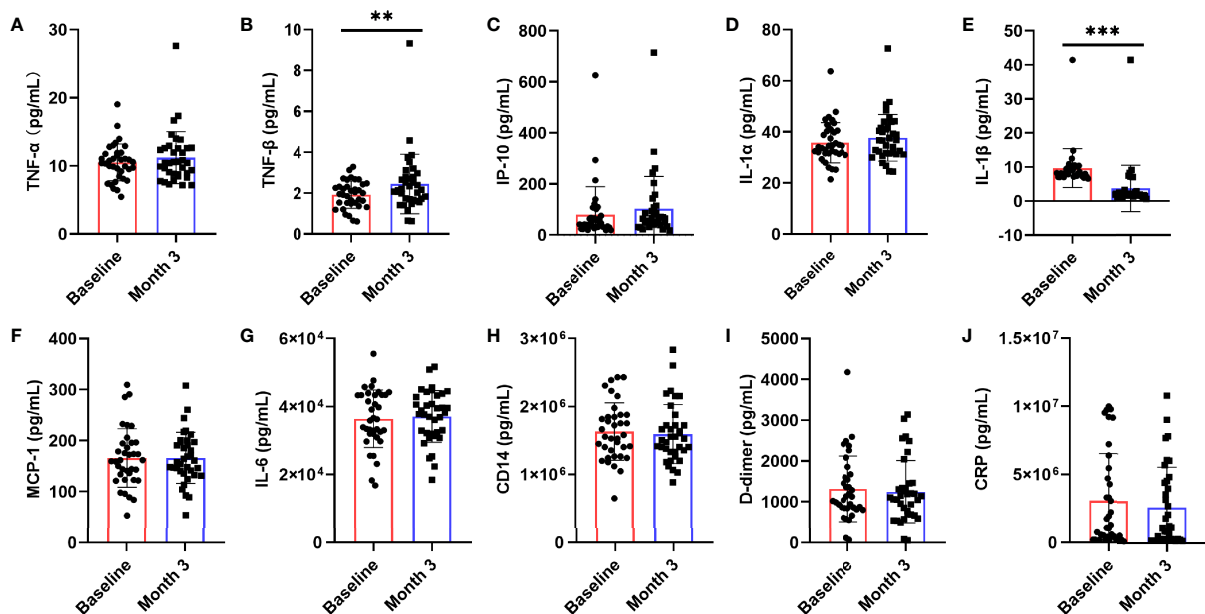 A
TNF-α (pg/mL)
30
20
10
0
Baseline
Month 3
B
**
TNF-β (pg/mL)
10
8
6
4
2
0
Baseline
Month 3
C
IP-10 (pg/mL)
800
600
400
200
0
Baseline
Month 3
D
IL-1α (pg/mL)
80
60
40
20
0
Baseline
Month 3
E
***
IL-1β (pg/mL)
50
40
30
20
10
0
-10
Baseline
Month 3
F
MCP-1 (pg/mL)
400
300
200
100
0
Baseline
Month 3
G
IL-6 (pg/mL)
6×10⁴
4×10⁴
2×10⁴
0
Baseline
Month 3
H
CD14 (pg/mL)
3×10⁶
2×10⁶
1×10⁶
0
Baseline
Month 3
I
D-dimer (pg/mL)
5000
4000
3000
2000
1000
0
Baseline
Month 3
J
CRP (pg/mL)
1.5×10⁷
1×10⁷
5×10⁶
0
Baseline
Month 3